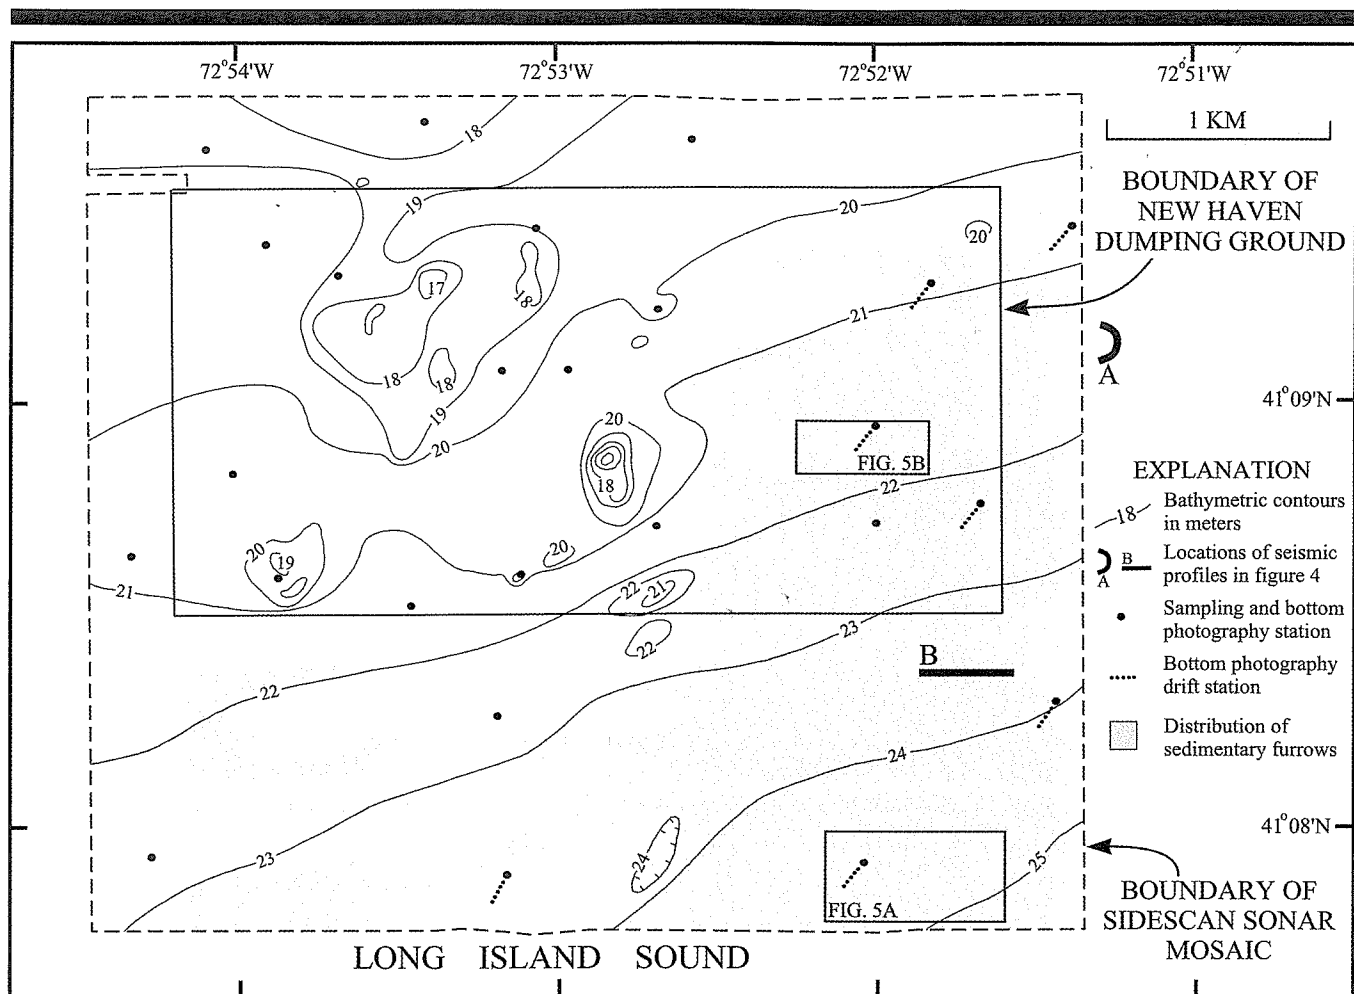 72°54'W
72°53'W
72°52'W
72°51'W
1 KM
18
19
20
20
BOUNDARY OF
NEW HAVEN
DUMPING GROUND
17
18
21
A
18
18
19
20
41°09'N
20
18
FIG. 5B
22
EXPLANATION
18
Bathymetric contours
in meters
B
A
Locations of seismic
profiles in figure 4
20
19
20
21
22
21
Sampling and bottom
photography station
22
23
B
Bottom photography
drift station
22
24
Distribution of
sedimentary furrows
41°08'N
23
24
25
FIG. 5A
BOUNDARY OF
SIDESCAN SONAR
MOSAIC
LONG ISLAND SOUND